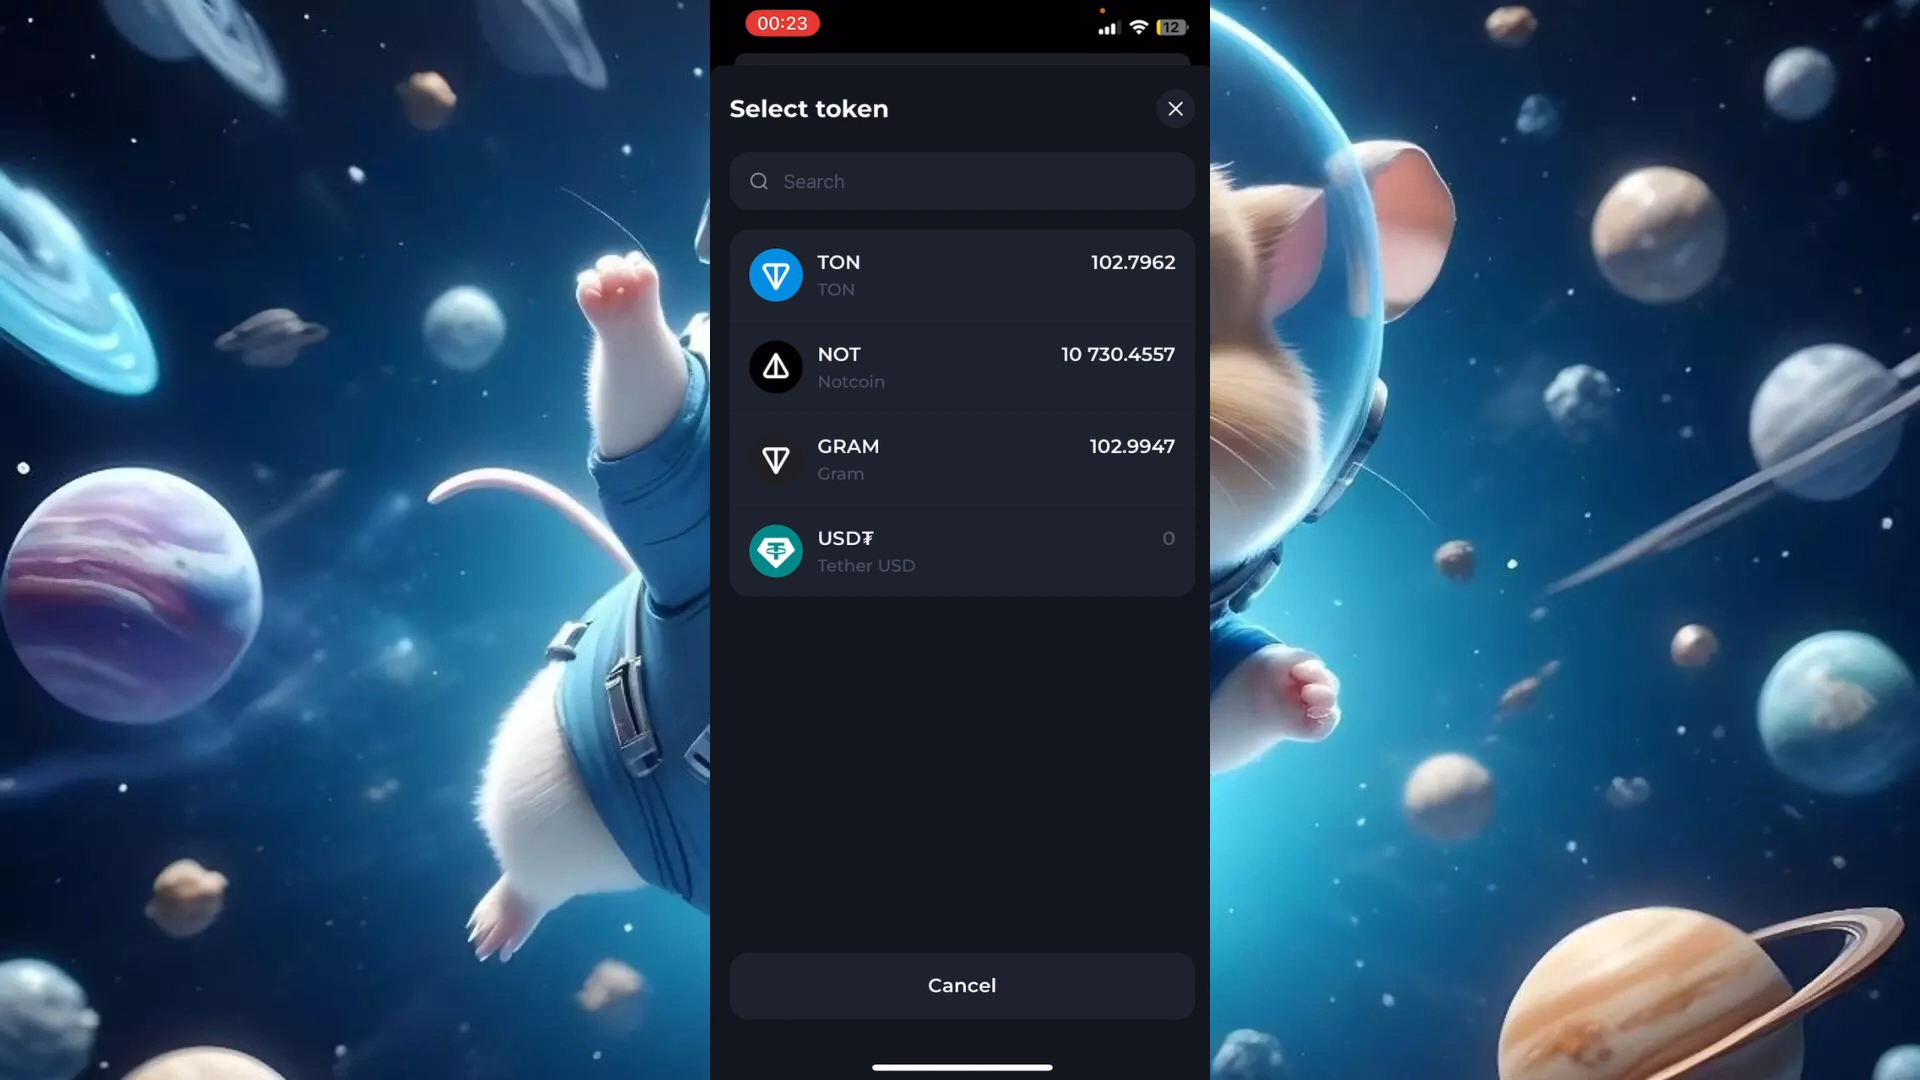 00:23
12
Select token
Search
TON 102.7962
TON
NOT 10 730.4557
Notcoin
GRAM 102.9947
Gram
USD₮ 0
Tether USD
Cancel